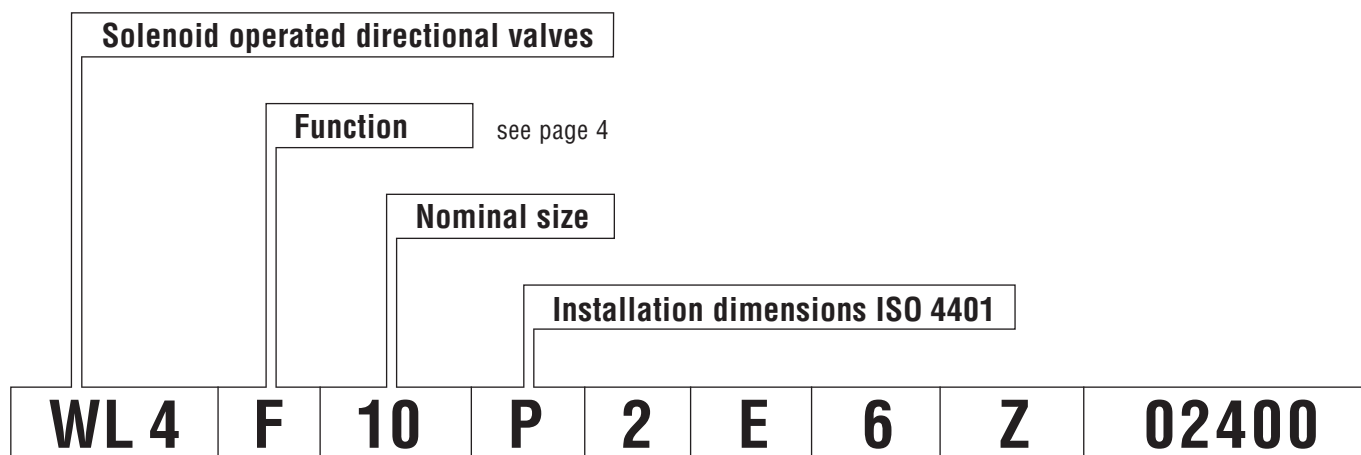 Solenoid operated directional valves
Function see page 4
Nominal size
Installation dimensions ISO 4401
WL 4 F 10 P 2 E 6 Z 02400